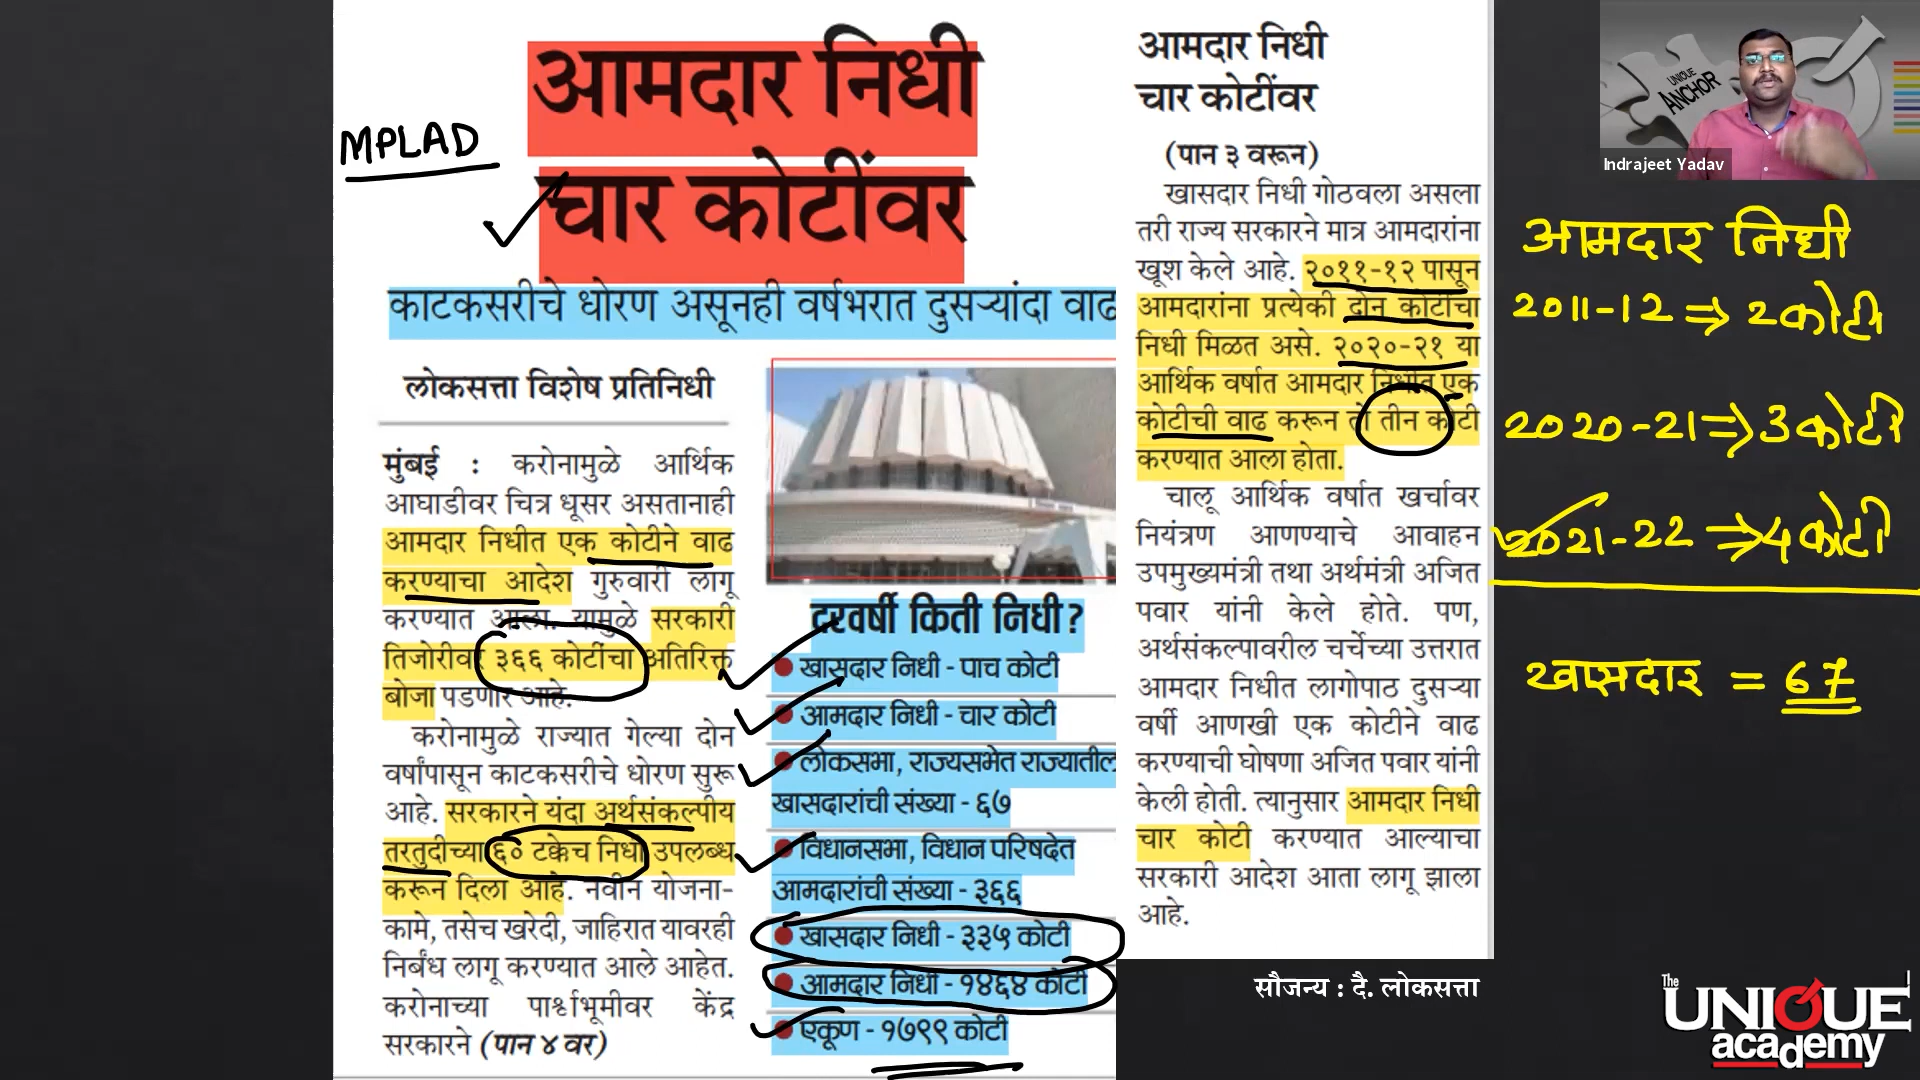 MPLAD
आमदार निधी
चार कोटींवर
काटकसरीचे धोरण असूनही वर्षभरात दुसऱ्यांदा वाढ
लोकसत्ता विशेष प्रतिनिधी
मुंबई : करोनामुळे आर्थिक
आघाडीवर चित्र धूसर असतानाही
आमदार निधीत एक कोटीने वाढ
करण्याचा आदेश गुरुवारी लागू
करण्यात आला. यामुळे सरकारी
तिजोरीवर ३६६ कोटींचा अतिरिक्त
बोजा पडणार आहे.
करोनामुळे राज्यात गेल्या दोन
वर्षांपासून काटकसरीचे धोरण सुरू
आहे. सरकारने यंदा अर्थसंकल्पीय
तरतुदीच्या ६० टक्केच निधी उपलब्ध
करून दिला आहे. नवीन योजना-
कामे, तसेच खरेदी, जाहिरात यावरही
निर्बंध लागू करण्यात आले आहेत.
करोनाच्या पार्श्वभूमीवर केंद्र
सरकारने (पान ४ वर)
दरवर्षी किती निधी?
खासदार निधी - पाच कोटी
आमदार निधी - चार कोटी
लोकसभा, राज्यसभेत राज्यातील
खासदारांची संख्या - ६७
विधानसभा, विधान परिषदेत
आमदारांची संख्या - ३६६
खासदार निधी - ३३५ कोटी
आमदार निधी - १४६४ कोटी
एकूण - १७९९ कोटी
आमदार निधी
चार कोटींवर
(पान ३ वरून)
खासदार निधी गोठवला असला
तरी राज्य सरकारने मात्र आमदारांना
खूश केले आहे. २०११-१२ पासून
आमदारांना प्रत्येकी दोन कोटींचा
निधी मिळत असे. २०२०-२१ या
आर्थिक वर्षात आमदार निधीत एक
कोटीची वाढ करून तो तीन कोटी
करण्यात आला होता.
चालू आर्थिक वर्षात खर्चावर
नियंत्रण आणण्याचे आवाहन
उपमुख्यमंत्री तथा अर्थमंत्री अजित
पवार यांनी केले होते. पण,
अर्थसंकल्पावरील चर्चेच्या उत्तरात
आमदार निधीत लागोपाठ दुसऱ्या
वर्षी आणखी एक कोटीने वाढ
करण्याची घोषणा अजित पवार यांनी
केली होती. त्यानुसार आमदार निधी
चार कोटी करण्यात आल्याचा
सरकारी आदेश आता लागू झाला
आहे.
सौजन्य : दै. लोकसत्ता
UNIQUE
ANCHOR
Indrajeet Yadav
आमदार निधी
2011-12 ⇒ 2 कोटी
2020-21 ⇒ 3 कोटी
2021-22 ⇒ 4 कोटी
खासदार = 67
The
UNIQUE
academy